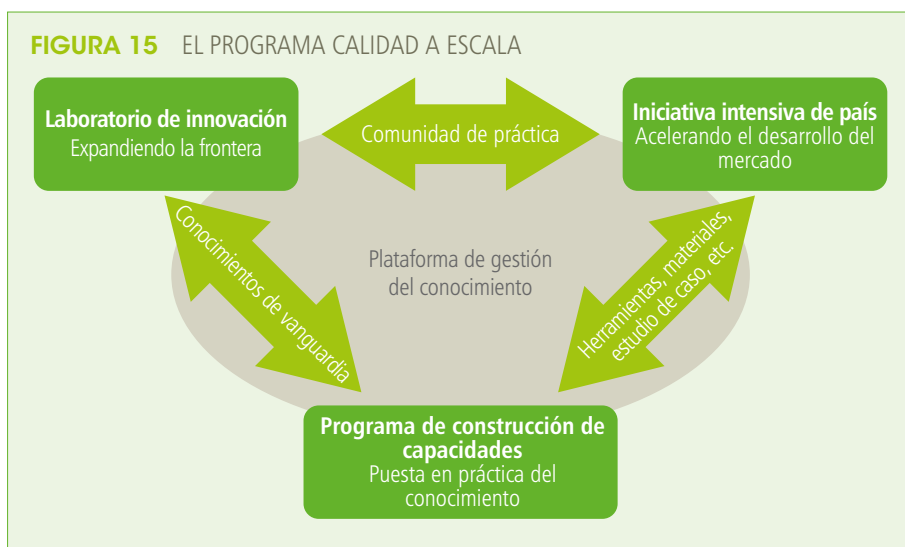 FIGURA 15 EL PROGRAMA CALIDAD A ESCALA
Laboratorio de innovación
Expandiendo la frontera
Comunidad de práctica
Iniciativa intensiva de país
Acelerando el desarrollo del
mercado
Conocimientos de vanguardia
Plataforma de gestión
del conocimiento
Herramientas, materiales,
estudio de caso, etc.
Programa de construcción de
capacidades
Puesta en práctica del
conocimiento